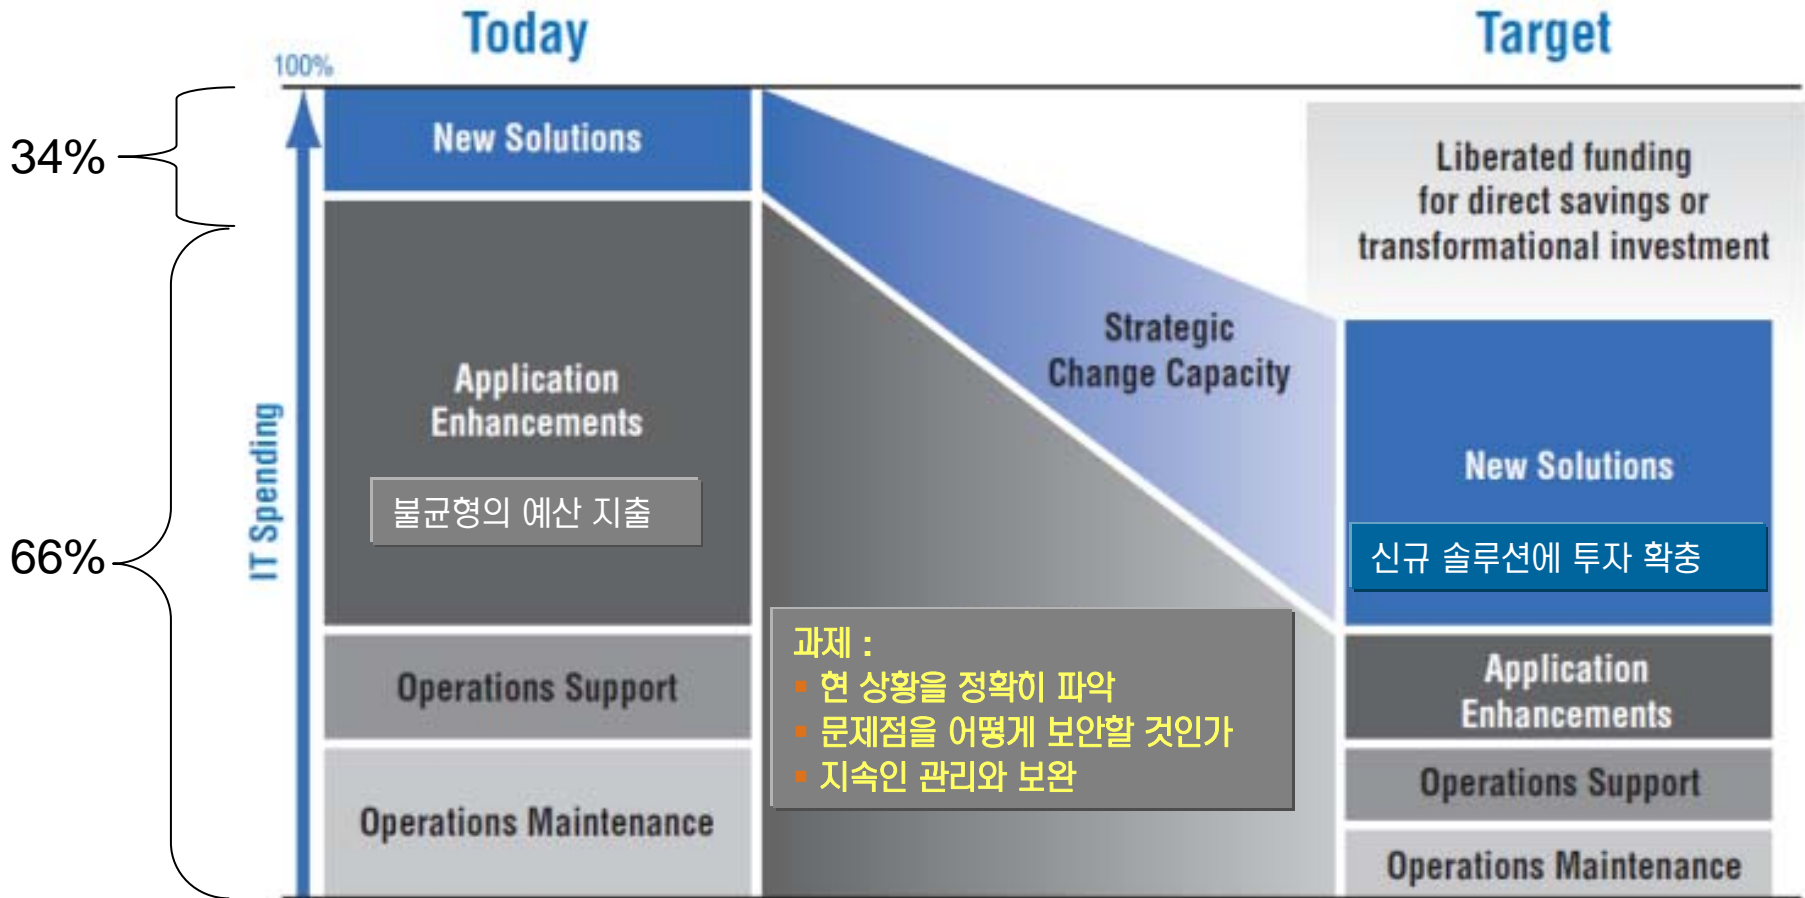 Today
Target
100%
34%
66%
IT Spending
New Solutions
Application
Enhancements
불균형의 예산 지출
Operations Support
Operations Maintenance
Strategic
Change Capacity
과제 :
▪ 현 상황을 정확히 파악
▪ 문제점을 어떻게 보안할 것인가
▪ 지속인 관리와 보완
Liberated funding
for direct savings or
transformational investment
New Solutions
신규 솔루션에 투자 확충
Application
Enhancements
Operations Support
Operations Maintenance